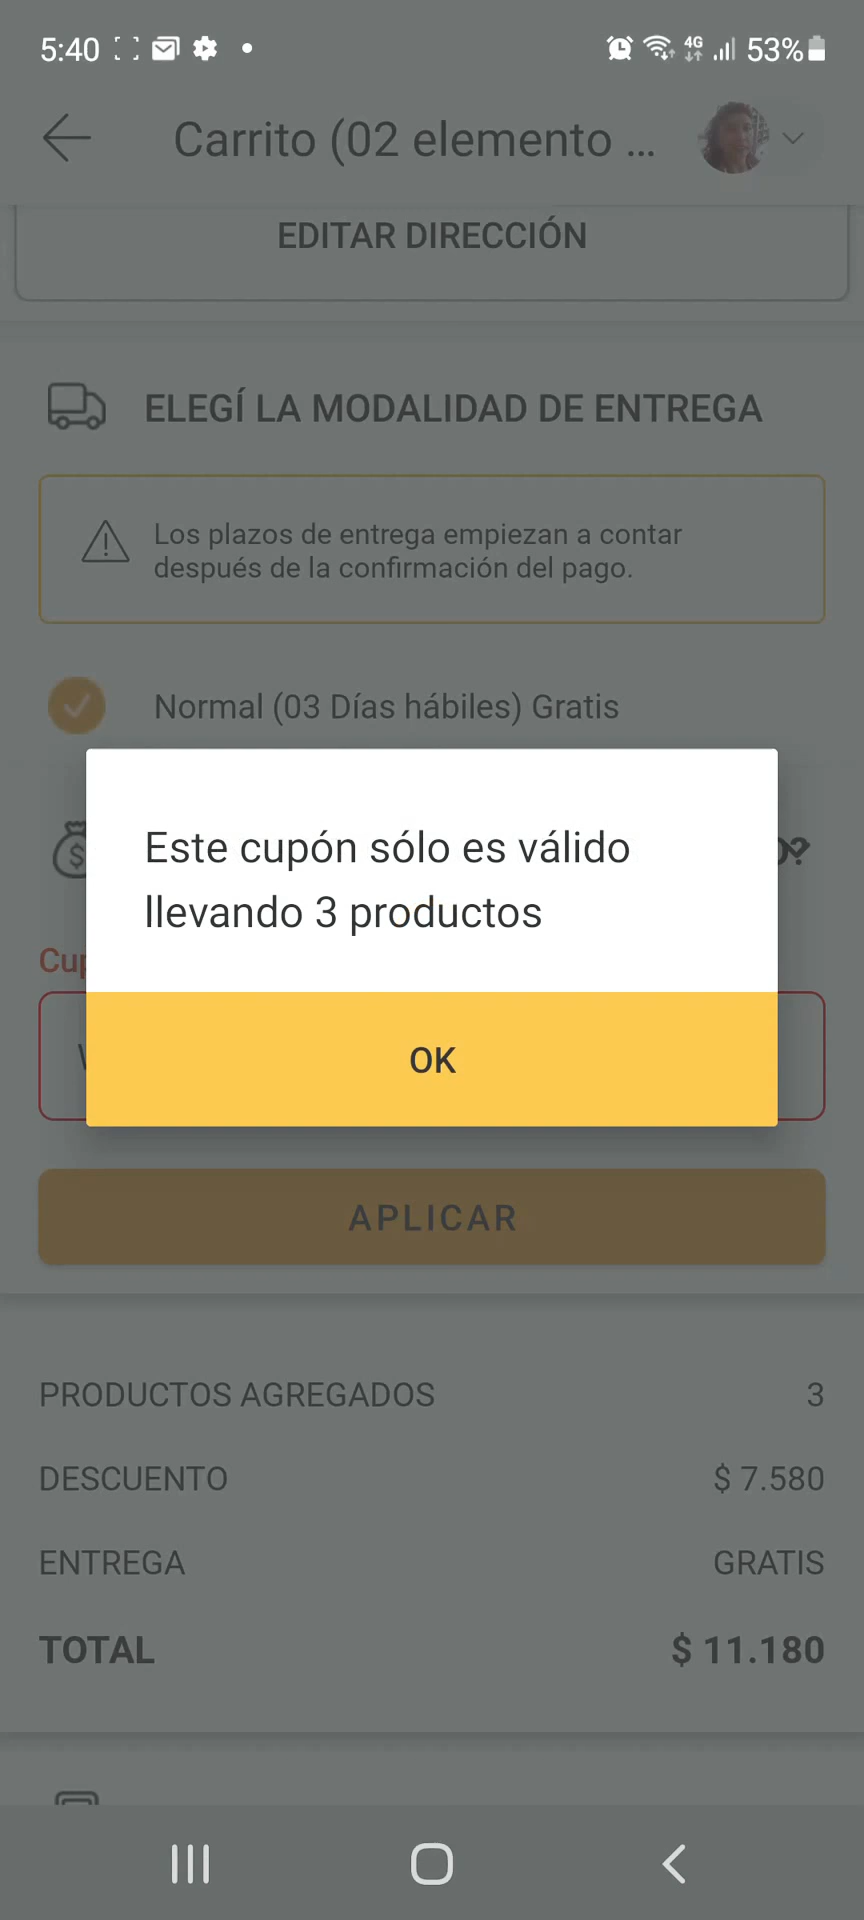 5:40
4G
53%
Carrito (02 elemento ...
EDITAR DIRECCIÓN
ELEGÍ LA MODALIDAD DE ENTREGA
Los plazos de entrega empiezan a contar
después de la confirmación del pago.
Normal (03 Días hábiles) Gratis
Este cupón sólo es válido
llevando 3 productos
OK
APLICAR
PRODUCTOS AGREGADOS 3
DESCUENTO $ 7.580
ENTREGA GRATIS
TOTAL $ 11.180